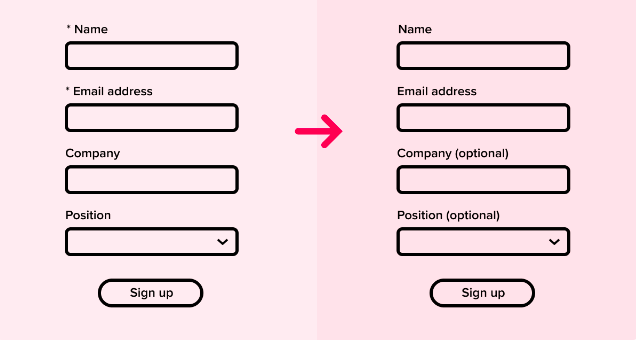 * Name
* Email address
Company
Position
Sign up
Name
Email address
Company (optional)
Position (optional)
Sign up